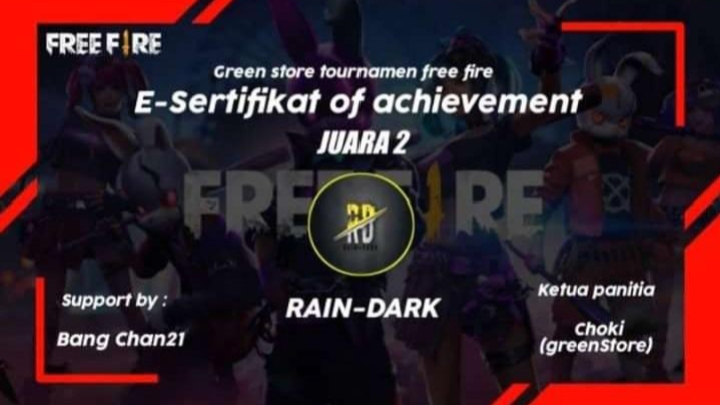 FREE FIRE
Green store tournamen free fire
E-Sertifikat of achievement
JUARA 2
FREE FIRE
RD
RAIN-DARK
Support by :
Bang Chan21
Ketua panitia
Choki
(greenStore)